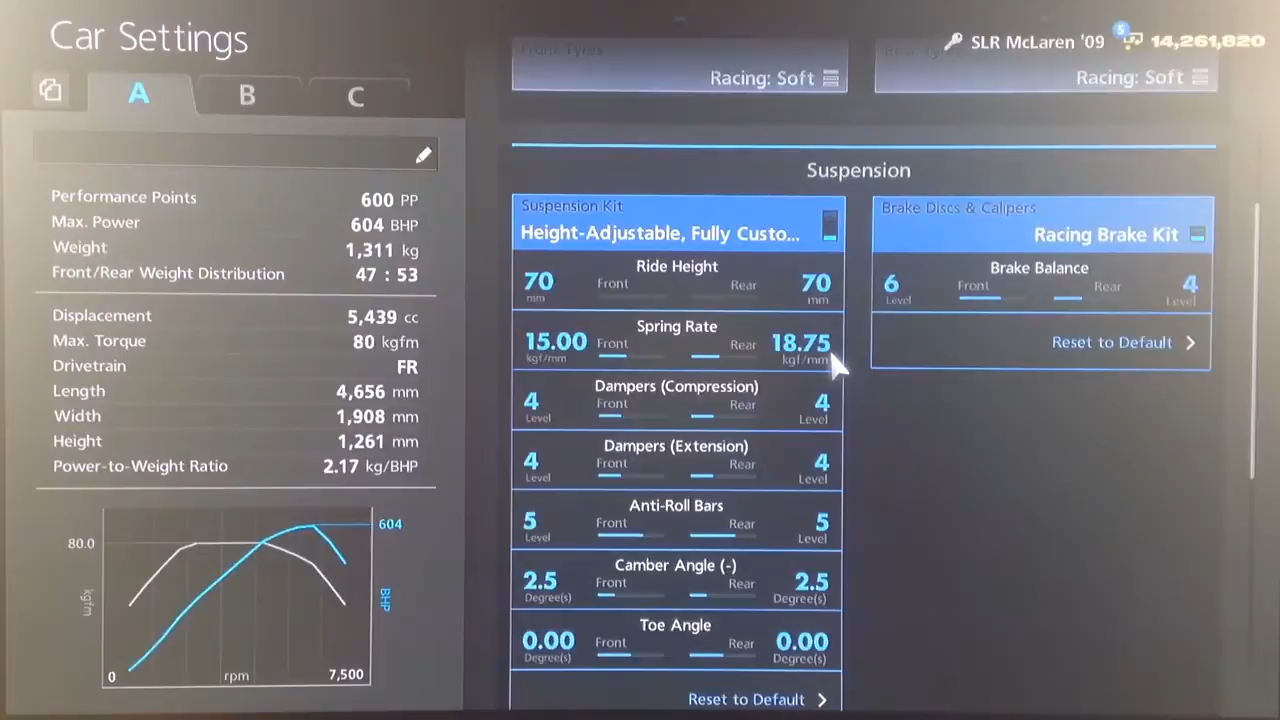 Car Settings
SLR McLaren '09
5
14,261,820
A
B
C
Front Tyres
Racing: Soft
Racing: Soft
Performance Points 600 PP
Max. Power 604 BHP
Weight 1,311 kg
Front/Rear Weight Distribution 47 : 53
Displacement 5,439 cc
Max. Torque 80 kgfm
Drivetrain FR
Length 4,656 mm
Width 1,908 mm
Height 1,261 mm
Power-to-Weight Ratio 2.17 kg/BHP
604
80.0
kgfm
BHP
0 rpm 7,500
Suspension
Suspension Kit
Height-Adjustable, Fully Custo...
Ride Height
70 mm Front Rear 70 mm
Spring Rate
15.00 kgf/mm Front Rear 18.75 kgf/mm
Dampers (Compression)
4 Level Front Rear 4 Level
Dampers (Extension)
4 Level Front Rear 4 Level
Anti-Roll Bars
5 Level Front Rear 5 Level
Camber Angle (-)
2.5 Degree(s) Front Rear 2.5 Degree(s)
Toe Angle
0.00 Degree(s) Front Rear 0.00 Degree(s)
Reset to Default
Brake Discs & Calipers
Racing Brake Kit
Brake Balance
6 Level Front Rear 4 Level
Reset to Default